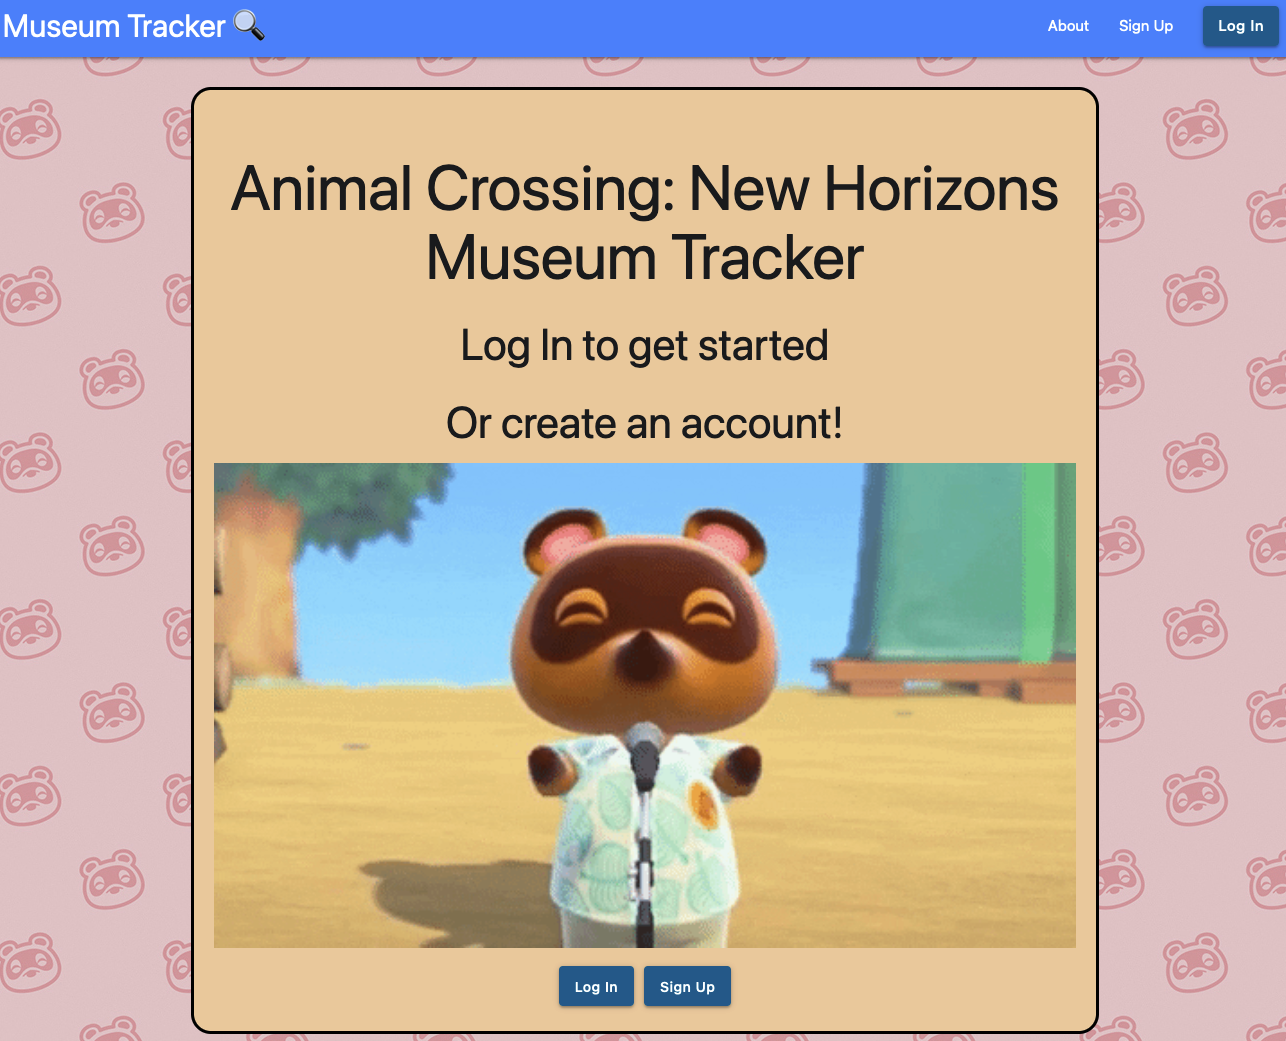 Museum Tracker 🔍
About
Sign Up
Log In
Animal Crossing: New Horizons
Museum Tracker
Log In to get started
Or create an account!
Log In
Sign Up